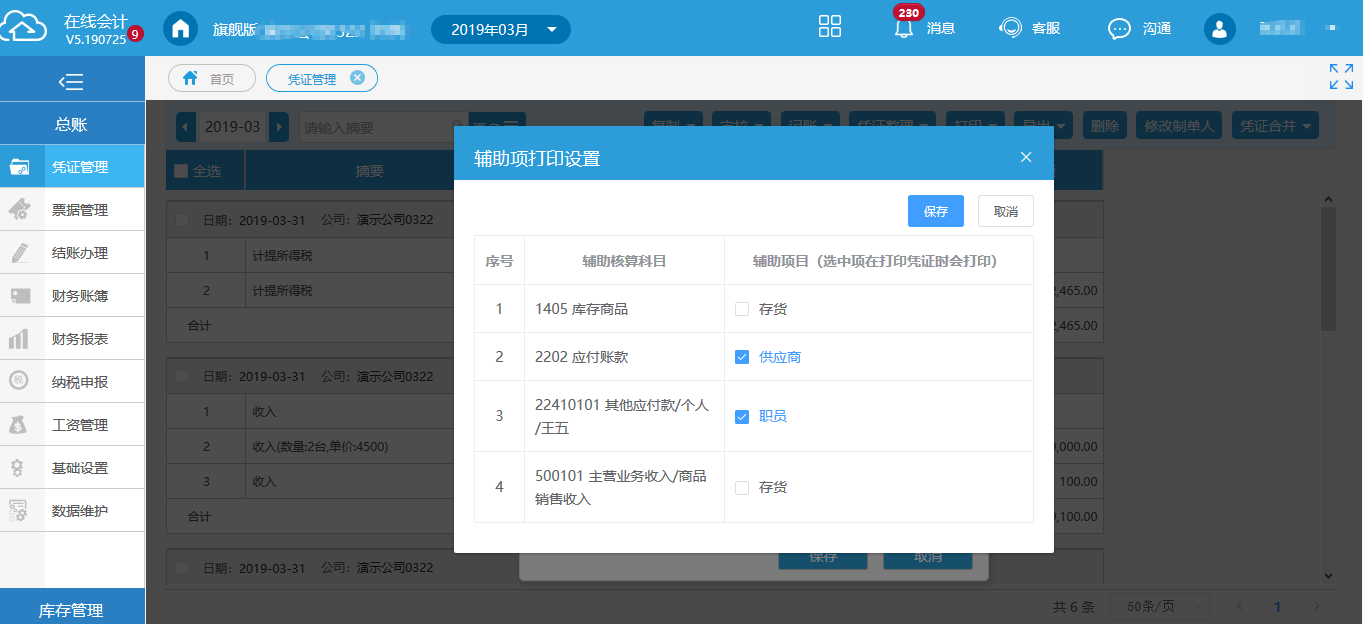 在线会计
V5.190725
9
旗舰版
2019年03月
230
消息
客服
沟通
首页
凭证管理
总账
凭证管理
票据管理
结账办理
财务账簿
财务报表
纳税申报
工资管理
基础设置
数据维护
库存管理
2019-03
请输入摘要
更多
复制
审核
记账
凭证整理
打印
导出
删除
修改制单人
凭证合并
全选
摘要
日期：2019-03-31 公司：演示公司0322
1 计提所得税
2 计提所得税
,465.00
合计
,465.00
日期：2019-03-31 公司：演示公司0322
1 收入
2 收入(数量:2台,单价:4500)
,000.00
3 收入
100.00
合计
,100.00
日期：2019-03-31 公司：演示公司0322
辅助项打印设置
保存 取消
序号 辅助核算科目 辅助项目（选中项在打印凭证时会打印）
1 1405 库存商品 存货
2 2202 应付账款 供应商
3 22410101 其他应付款/个人
/王五
职员
4 500101 主营业务收入/商品
销售收入
存货
保存 取消
共 6 条 50条/页 1